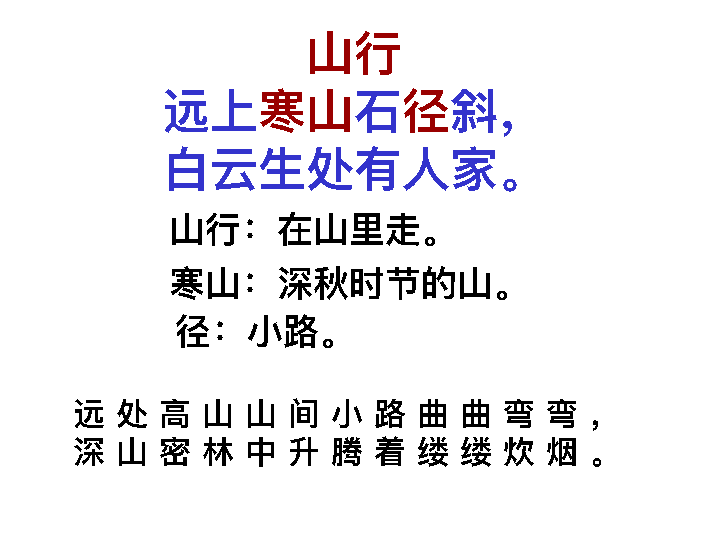 山行
远上寒山石径斜，
白云生处有人家。
山行：在山里走。
寒山：深秋时节的山。
径：小路。
远处高山山间小路曲曲弯弯，
深山密林中升腾着缕缕炊烟。